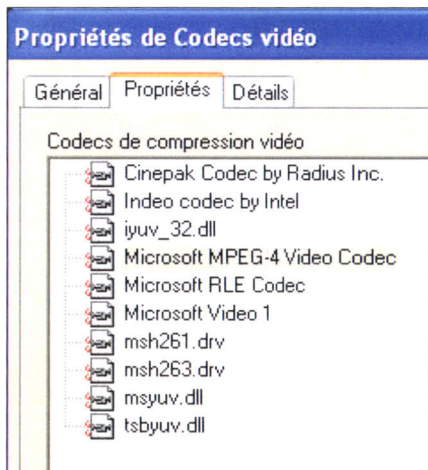 Propriétés de Codecs vidéo
Général Propriétés Détails
Codecs de compression vidéo
Cinepak Codec by Radius Inc.
Indeo codec by Intel
iyuv_32.dll
Microsoft MPEG-4 Video Codec
Microsoft RLE Codec
Microsoft Video 1
msh261.drv
msh263.drv
msyuv.dll
tsbyuv.dll